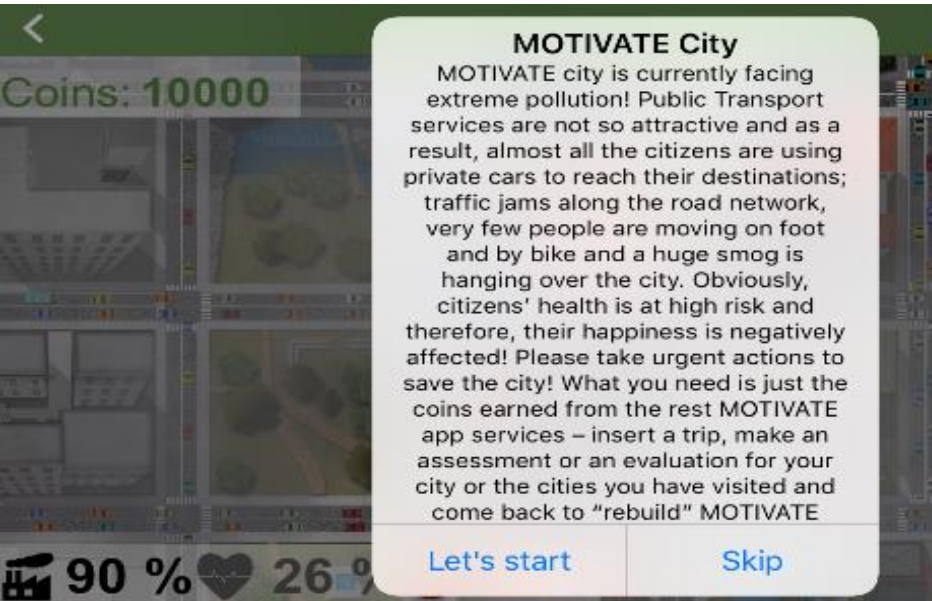 Coins: 10000
MOTIVATE City
MOTIVATE city is currently facing
extreme pollution! Public Transport
services are not so attractive and as a
result, almost all the citizens are using
private cars to reach their destinations;
traffic jams along the road network,
very few people are moving on foot
and by bike and a huge smog is
hanging over the city. Obviously,
citizens' health is at high risk and
therefore, their happiness is negatively
affected! Please take urgent actions to
save the city! What you need is just the
coins earned from the rest MOTIVATE
app services – insert a trip, make an
assessment or an evaluation for your
city or the cities you have visited and
come back to “rebuild” MOTIVATE
Let's start Skip
90 % 26 %